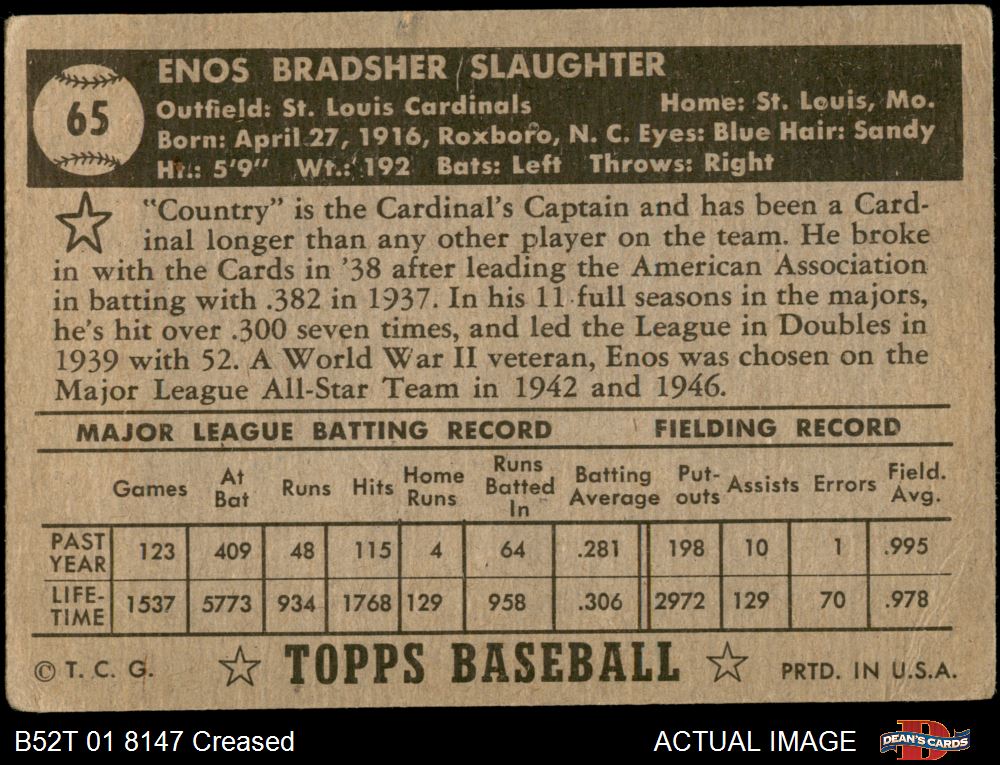 65
ENOS BRADSHER SLAUGHTER
Outfield: St. Louis Cardinals Home: St. Louis, Mo.
Born: April 27, 1916, Roxboro, N. C. Eyes: Blue Hair: Sandy
Ht.: 5'9" Wt.: 192 Bats: Left Throws: Right
"Country" is the Cardinal's Captain and has been a Card-
inal longer than any other player on the team. He broke
in with the Cards in '38 after leading the American Association
in batting with .382 in 1937. In his 11 full seasons in the majors,
he's hit over .300 seven times, and led the League in Doubles in
1939 with 52. A World War II veteran, Enos was chosen on the
Major League All-Star Team in 1942 and 1946.
MAJOR LEAGUE BATTING RECORD FIELDING RECORD
Games At Bat Runs Hits Home Runs Runs Batted In Batting Average Put-outs Assists Errors Field. Avg.
PAST YEAR 123 409 48 115 4 64 .281 198 10 1 .995
LIFE-TIME 1537 5773 934 1768 129 958 .306 2972 129 70 .978
© T. C. G. TOPPS BASEBALL PRTD. IN U.S.A.
B52T 01 8147 Creased ACTUAL IMAGE D DEAN'S CARDS